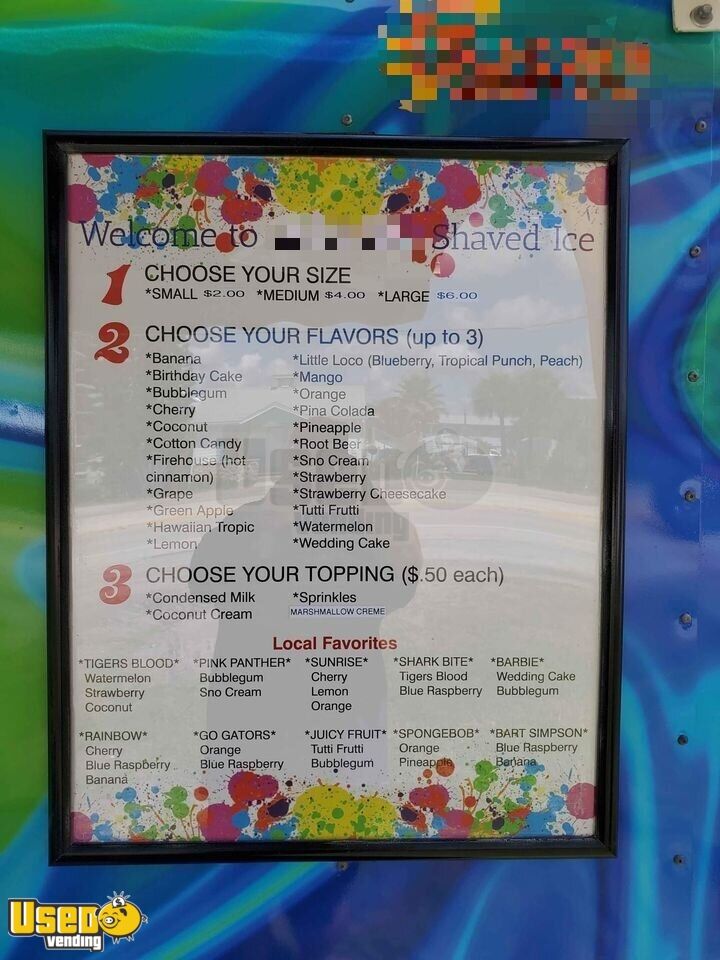 Welcome to Shaved Ice
1 CHOOSE YOUR SIZE
*SMALL $2.00 *MEDIUM $4.00 *LARGE $6.00
2 CHOOSE YOUR FLAVORS (up to 3)
*Banana
*Birthday Cake
*Bubblegum
*Cherry
*Coconut
*Cotton Candy
*Firehouse (hot
cinnamon)
*Grape
*Green Apple
*Hawaiian Tropic
*Lemon
*Little Loco (Blueberry, Tropical Punch, Peach)
*Mango
*Orange
*Pina Colada
*Pineapple
*Root Beer
*Sno Cream
*Strawberry
*Strawberry Cheesecake
*Tutti Frutti
*Watermelon
*Wedding Cake
3 CHOOSE YOUR TOPPING ($.50 each)
*Condensed Milk
*Coconut Cream
*Sprinkles
MARSHMALLOW CREME
Local Favorites
*TIGERS BLOOD*
Watermelon
Strawberry
Coconut
*PINK PANTHER*
Bubblegum
Sno Cream
*SUNRISE*
Cherry
Lemon
Orange
*SHARK BITE*
Tigers Blood
Blue Raspberry
*BARBIE*
Wedding Cake
Bubblegum
*RAINBOW*
Cherry
Blue Raspberry
Banana
*GO GATORS*
Orange
Blue Raspberry
*JUICY FRUIT*
Tutti Frutti
Bubblegum
*SPONGEBOB*
Orange
Pineapple
*BART SIMPSON*
Blue Raspberry
Banana
Used
vending